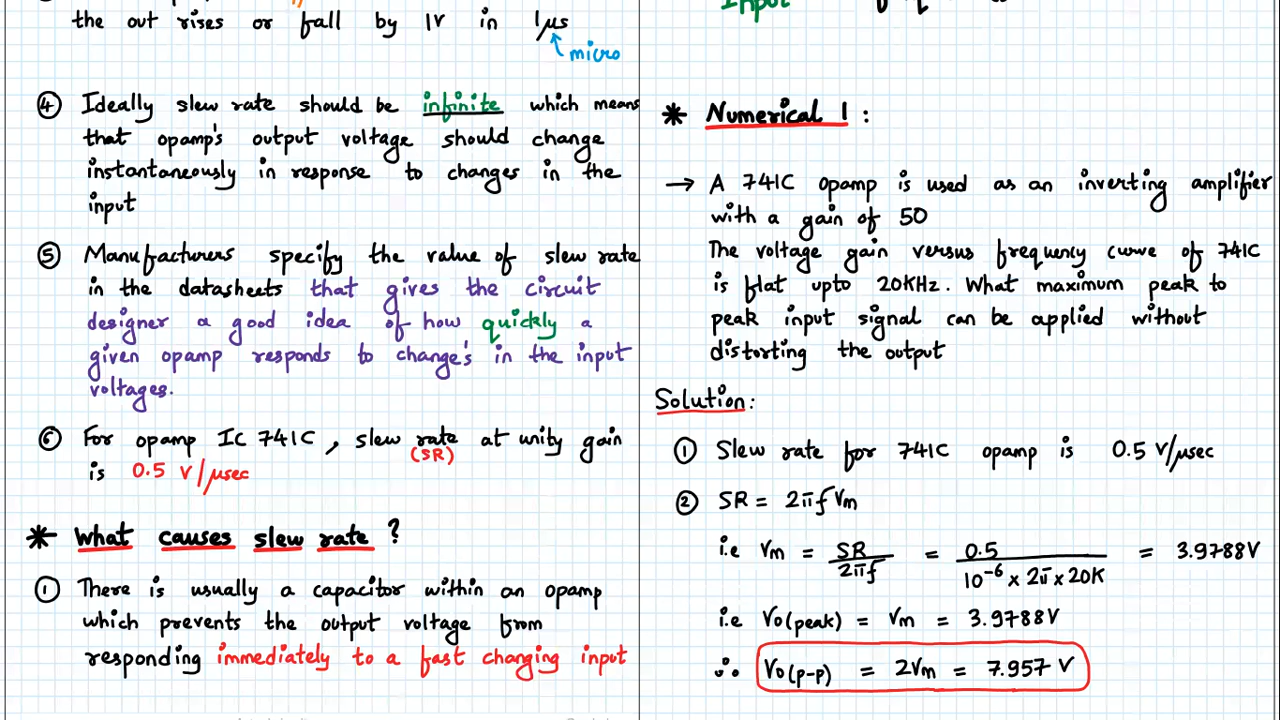 the out rises or fall by 1V in 1μs
micro
④ Ideally slew rate should be infinite which means
that opamp's output voltage should change
instantaneously in response to changes in the
input
⑤ Manufacturers specify the value of slew rate
in the datasheets that gives the circuit
designer a good idea of how quickly a
given opamp responds to change's in the input
voltages.
⑥ For opamp IC 741C, slew rate at unity gain
(SR)
is 0.5 V/μsec
* What causes slew rate?
① There is usually a capacitor within an opamp
which prevents the output voltage from
responding immediately to a fast changing input
Input
* Numerical 1:
→ A 741C opamp is used as an inverting amplifier
with a gain of 50
The voltage gain versus frequency curve of 741C
is flat upto 20KHz. What maximum peak to
peak input signal can be applied without
distorting the output
Solution:
① Slew rate for 741C opamp is 0.5 V/μsec
② SR = 2πfVm
i.e Vm = SR/2πf = 0.5/10⁻⁶ × 2π × 20K = 3.9788V
i.e Vo(peak) = Vm = 3.9788V
∴ Vo(p-p) = 2Vm = 7.957 V